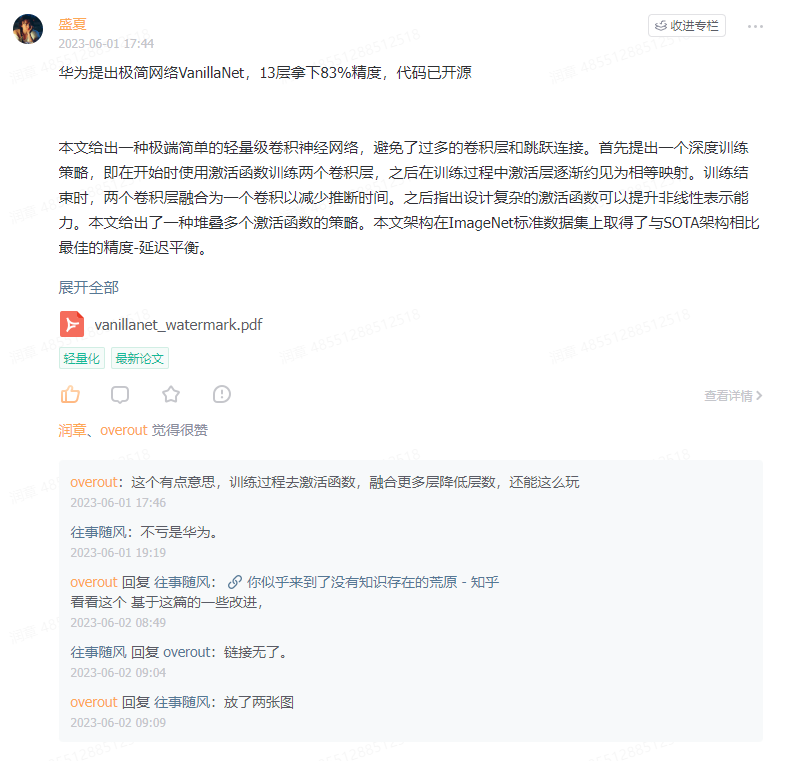 盛夏
收进专栏
2023-06-01 17:44
华为提出极简网络VanillaNet，13层拿下83%精度，代码已开源
本文给出一种极端简单的轻量级卷积神经网络，避免了过多的卷积层和跳跃连接。首先提出一个深度训练
策略，即在开始时使用激活函数训练两个卷积层，之后在训练过程中激活层逐渐约见为相等映射。训练结
束时，两个卷积层融合为一个卷积以减少推断时间。之后指出设计复杂的激活函数可以提升非线性表示能
力。本文给出了一种堆叠多个激活函数的策略。本文架构在ImageNet标准数据集上取得了与SOTA架构相比
最佳的精度-延迟平衡。
展开全部
vanillanet_watermark.pdf
轻量化 最新论文
查看详情
润章、overout 觉得很赞
overout：这个有点意思，训练过程去激活函数，融合更多层降低层数，还能这么玩
2023-06-01 17:46
往事随风：不亏是华为。
2023-06-01 19:19
overout 回复 往事随风： 你似乎来到了没有知识存在的荒原 - 知乎
看看这个 基于这篇的一些改进，
2023-06-02 08:49
往事随风 回复 overout：链接无了。
2023-06-02 09:04
overout 回复 往事随风：放了两张图
2023-06-02 09:09